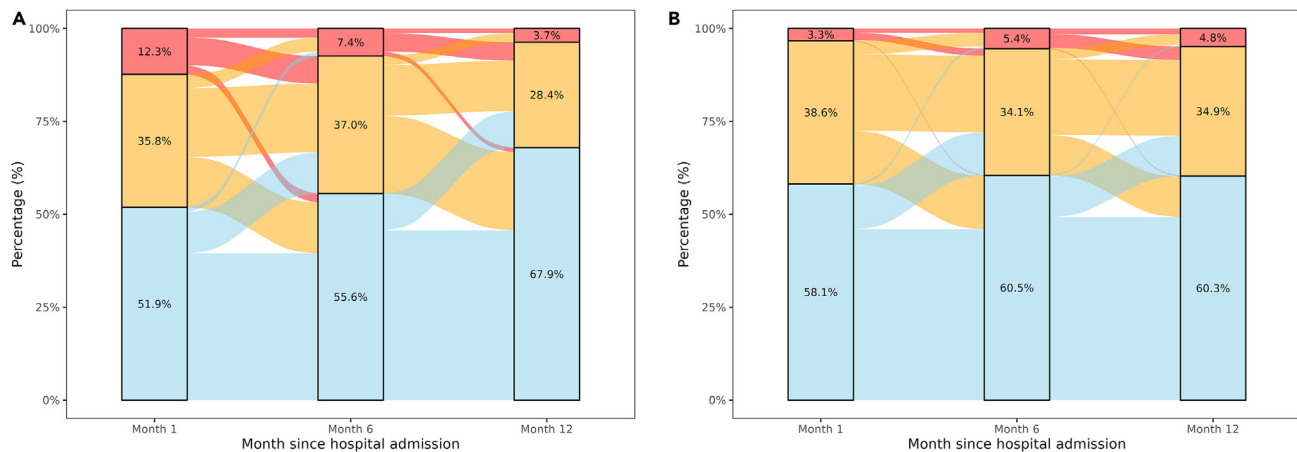 A
Percentage (%)
100%
75%
50%
25%
0%
12.3%
35.8%
51.9%
7.4%
37.0%
55.6%
3.7%
28.4%
67.9%
Month 1
Month 6
Month 12
Month since hospital admission
B
Percentage (%)
100%
75%
50%
25%
0%
3.3%
38.6%
58.1%
5.4%
34.1%
60.5%
4.8%
34.9%
60.3%
Month 1
Month 6
Month 12
Month since hospital admission